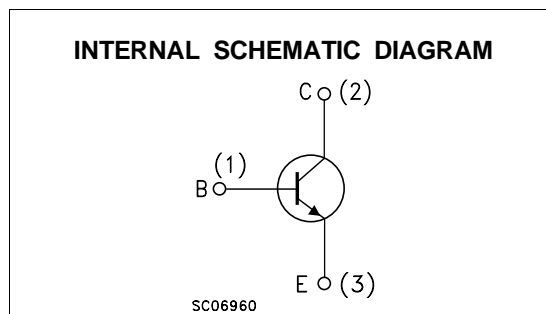 INTERNAL SCHEMATIC DIAGRAM
C (2)
(1)
B
E (3)
SC06960